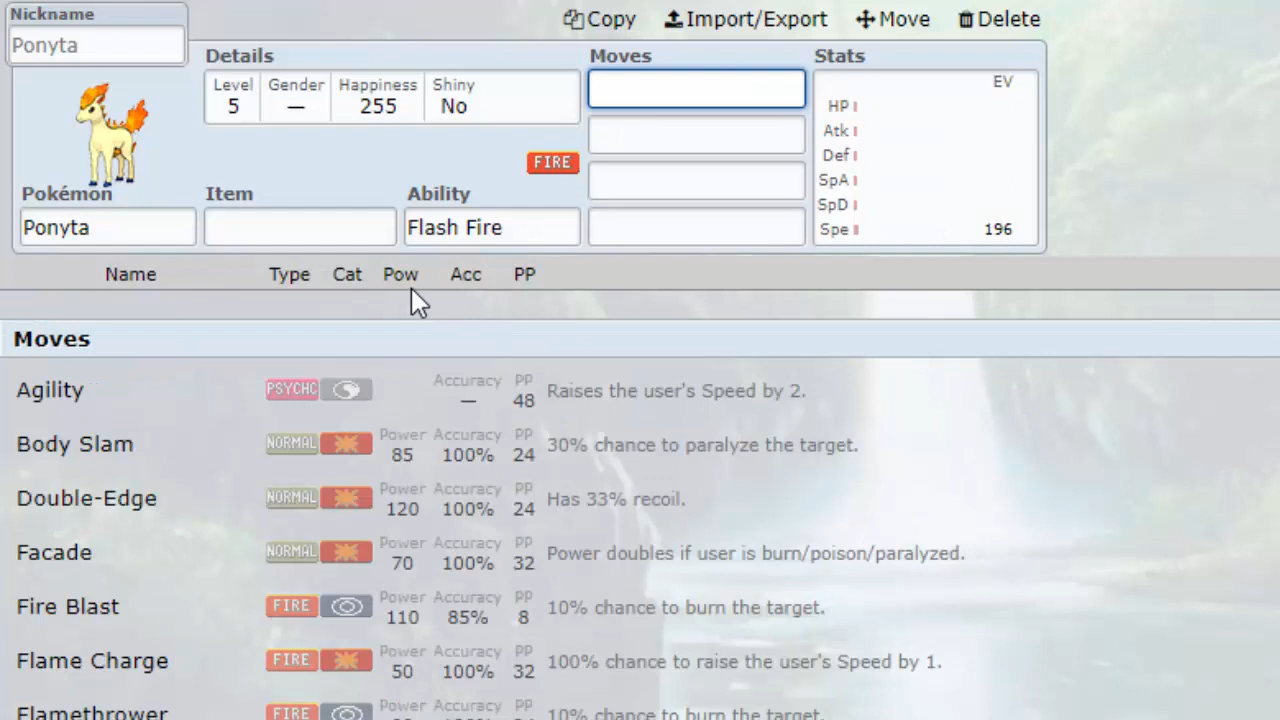 Nickname
Ponyta
Copy Import/Export Move Delete
Details
Level Gender Happiness Shiny
5 — 255 No
FIRE
Pokémon Item Ability
Ponyta Flash Fire
Moves
Stats
EV
HP
Atk
Def
SpA
SpD
Spe 196
Name Type Cat Pow Acc PP
Moves
Agility PSYCHC Accuracy — PP 48 Raises the user's Speed by 2.
Body Slam NORMAL Power 85 Accuracy 100% PP 24 30% chance to paralyze the target.
Double-Edge NORMAL Power 120 Accuracy 100% PP 24 Has 33% recoil.
Facade NORMAL Power 70 Accuracy 100% PP 32 Power doubles if user is burn/poison/paralyzed.
Fire Blast FIRE Power 110 Accuracy 85% PP 8 10% chance to burn the target.
Flame Charge FIRE Power 50 Accuracy 100% PP 32 100% chance to raise the user's Speed by 1.
Flamethrower FIRE Power Accuracy PP 10% chance to burn the target.